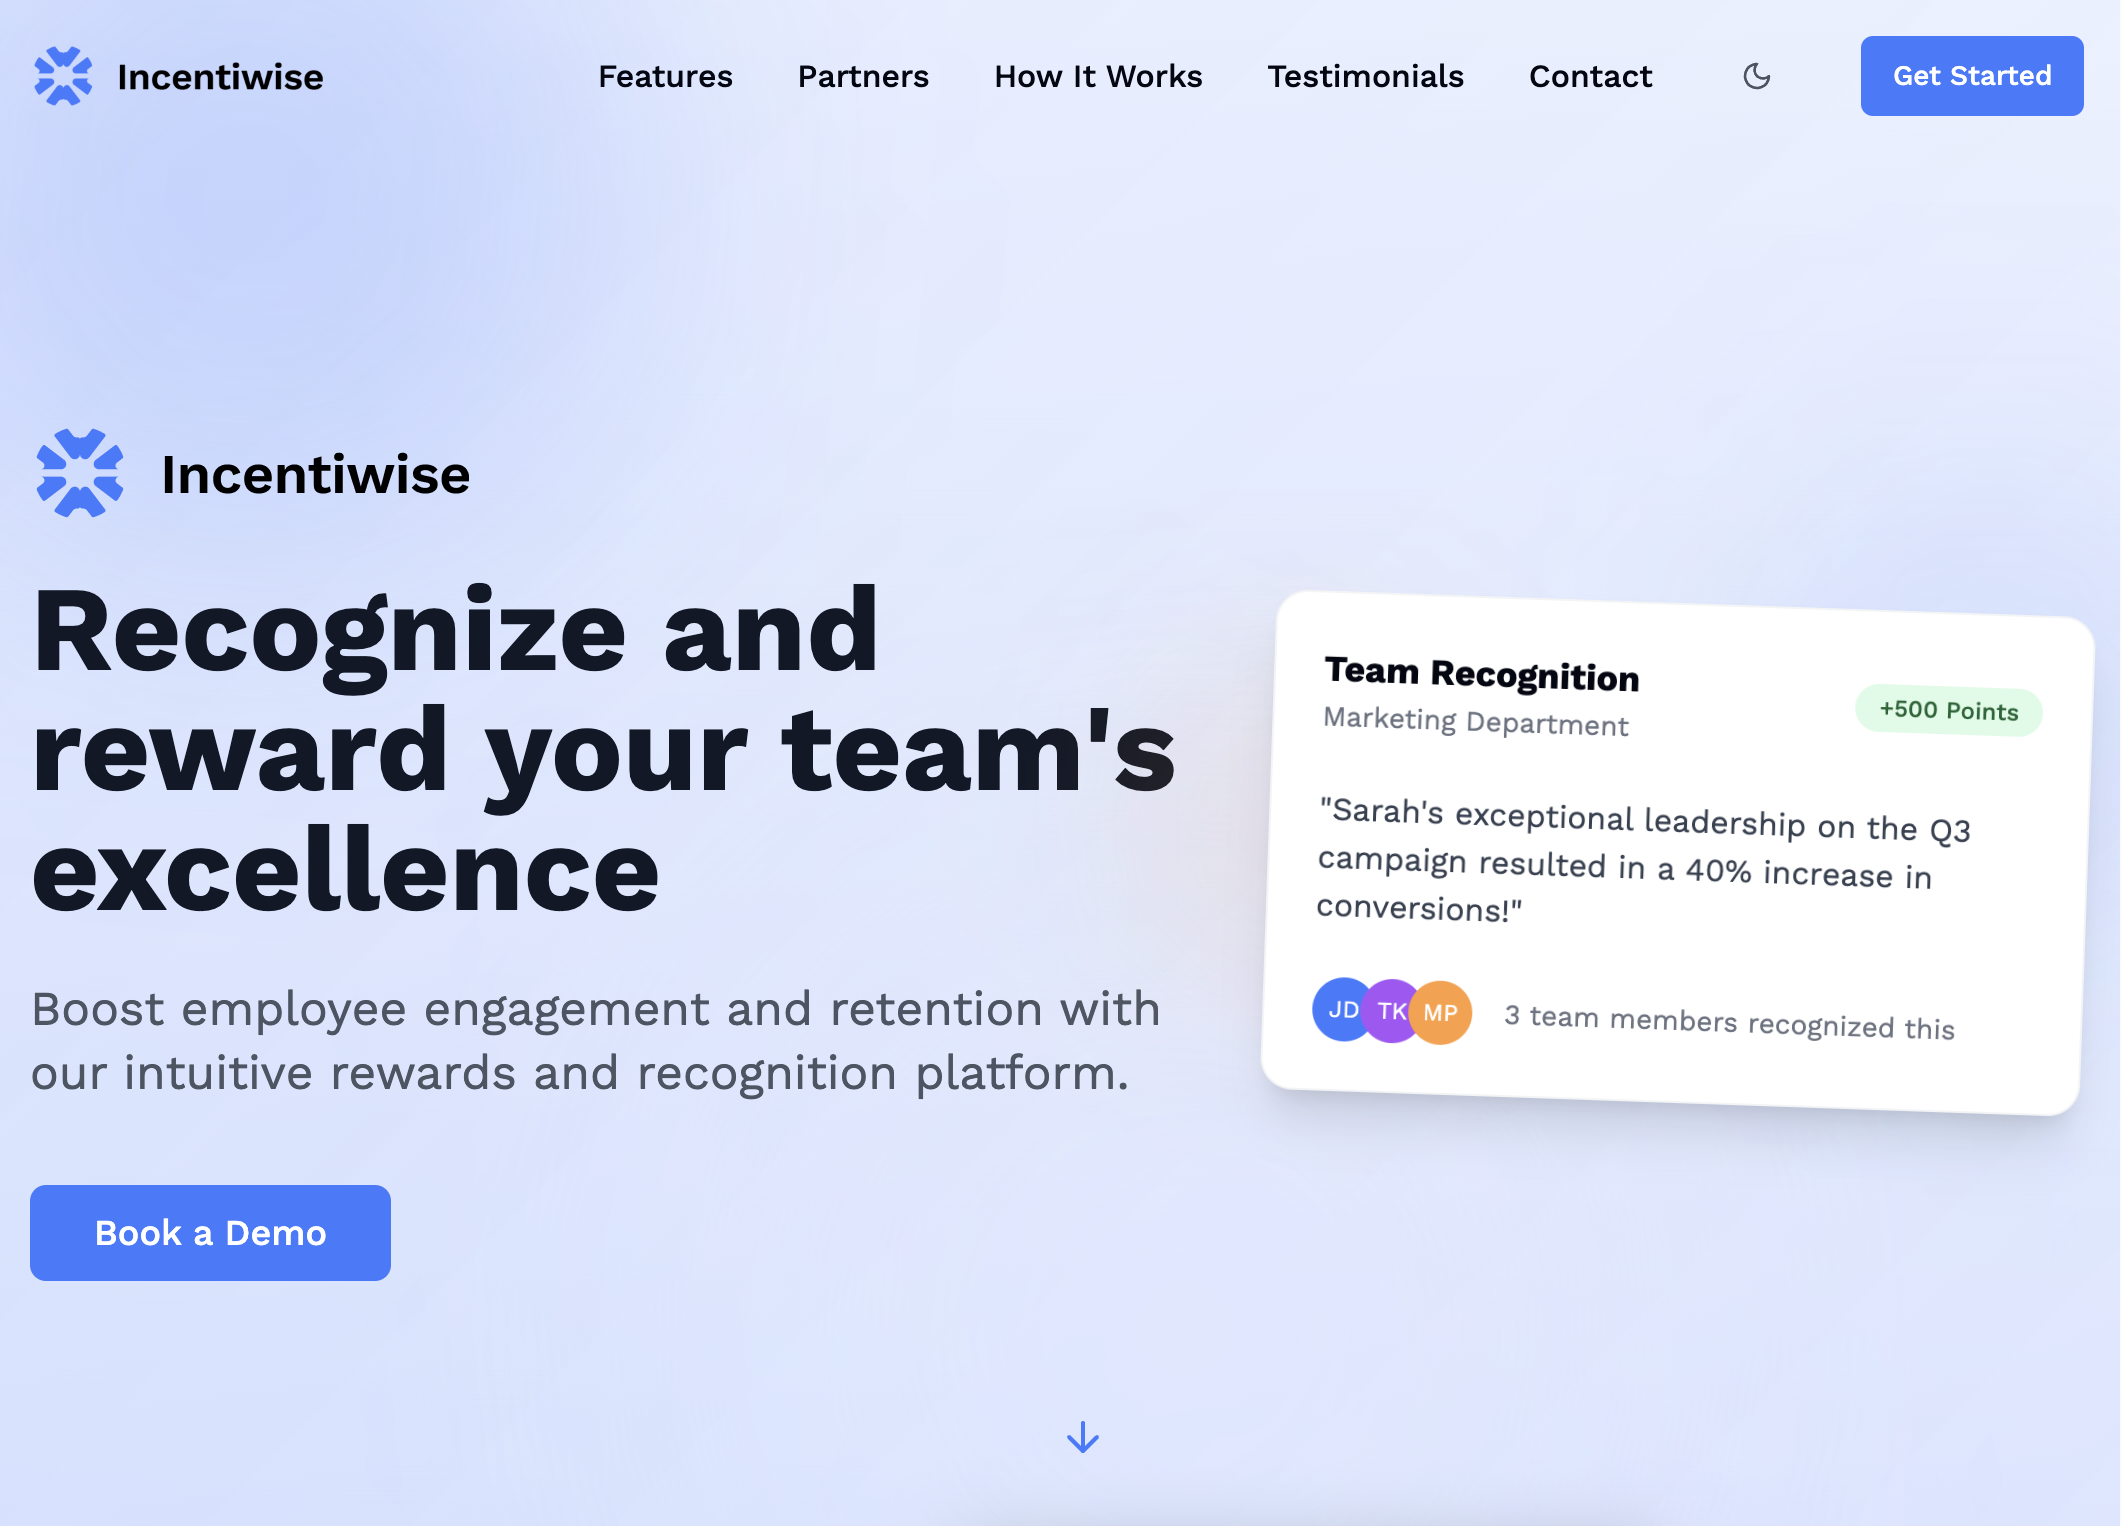 Incentiwise
Features
Partners
How It Works
Testimonials
Contact
Get Started
Incentiwise
Recognize and
reward your team's
excellence
Boost employee engagement and retention with
our intuitive rewards and recognition platform.
Book a Demo
Team Recognition
Marketing Department
+500 Points
"Sarah's exceptional leadership on the Q3
campaign resulted in a 40% increase in
conversions!"
JD
TK
MP
3 team members recognized this